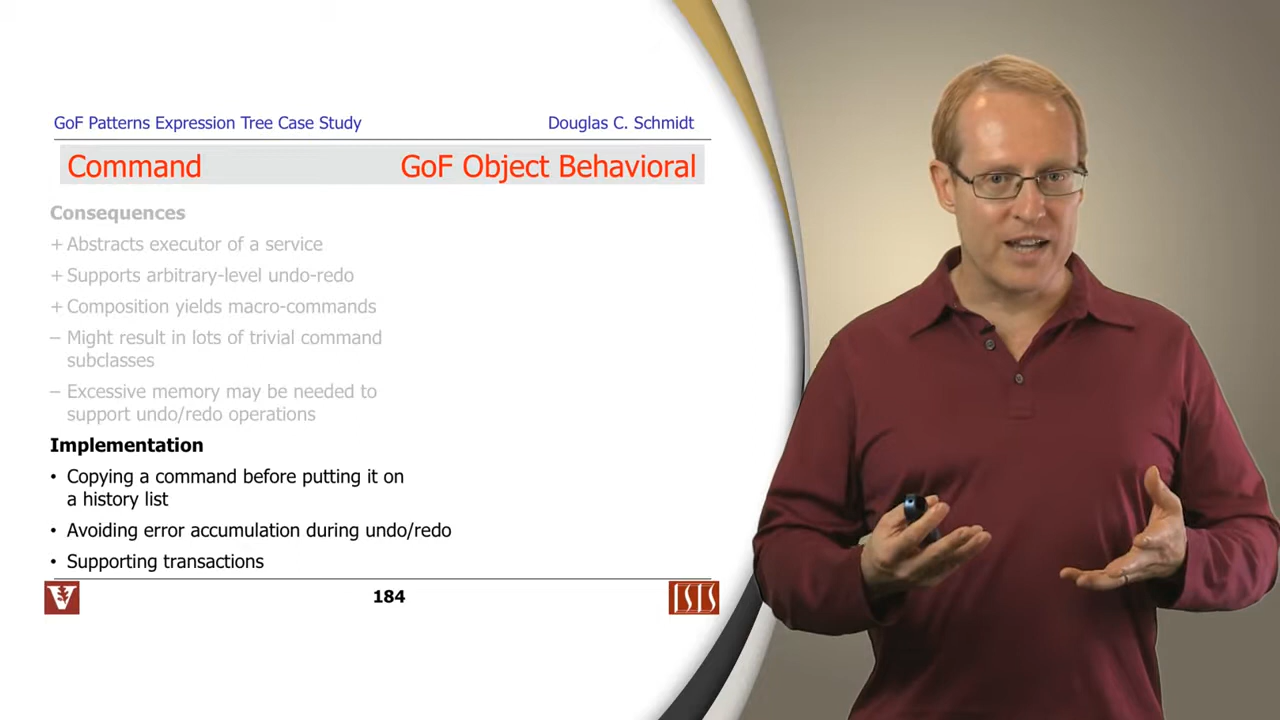 GoF Patterns Expression Tree Case Study Douglas C. Schmidt
Command GoF Object Behavioral
Consequences
+ Abstracts executor of a service
+ Supports arbitrary-level undo-redo
+ Composition yields macro-commands
– Might result in lots of trivial command
subclasses
– Excessive memory may be needed to
support undo/redo operations
Implementation
• Copying a command before putting it on
a history list
• Avoiding error accumulation during undo/redo
• Supporting transactions
V 184 ISIS